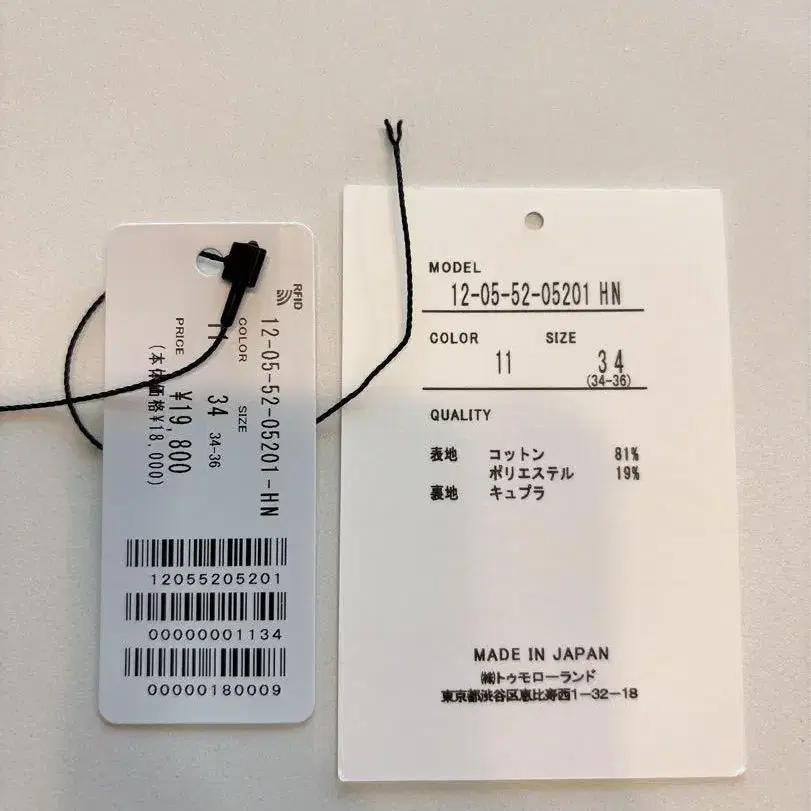 RFID
12-05-52-05201-HN
COLOR SIZE
11 34 34-36
PRICE ¥19,800
(本体価格¥18,000)
12055205201
00000001134
00000180009
MODEL
12-05-52-05201 HN
COLOR SIZE
11 34
(34-36)
QUALITY
表地 コットン 81%
ポリエステル 19%
裏地 キュプラ
MADE IN JAPAN
㈱トゥモローランド
東京都渋谷区恵比寿西1-32-18